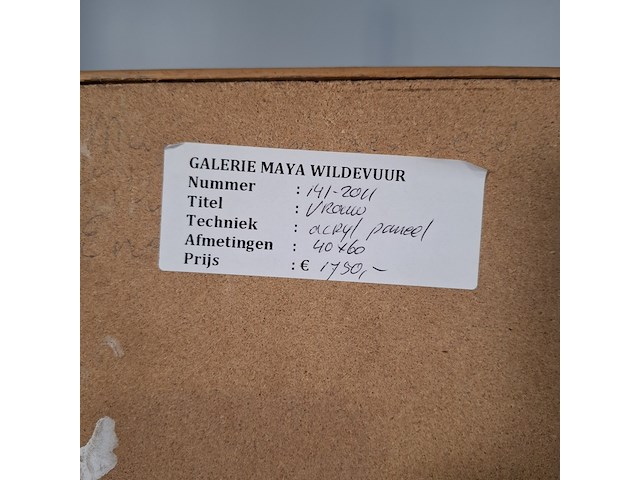 GALERIE MAYA WILDEVUUR
Nummer : 141-2011
Titel : Vrouw
Techniek : acryl paneel
Afmetingen : 40x60
Prijs : € 1750,-